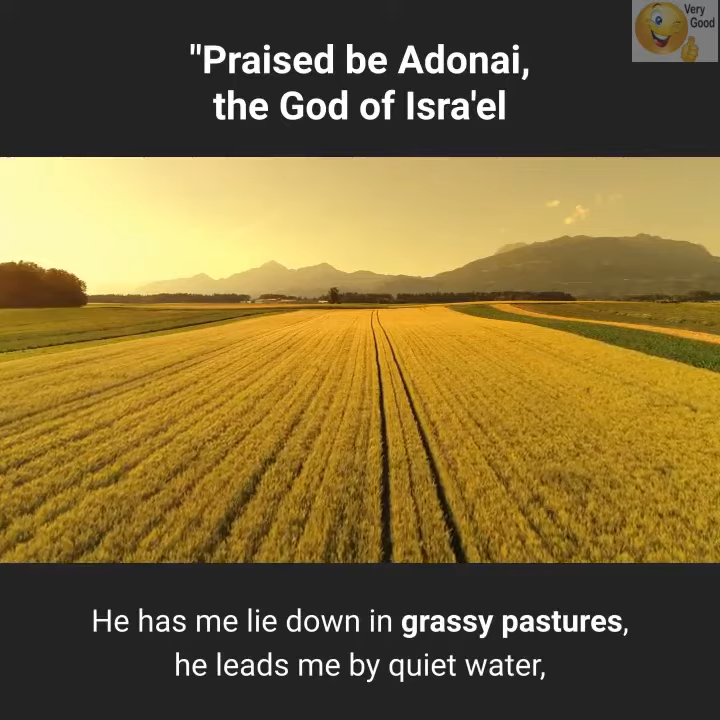 Very
Good
"Praised be Adonai,
the God of Isra'el
He has me lie down in grassy pastures,
he leads me by quiet water,